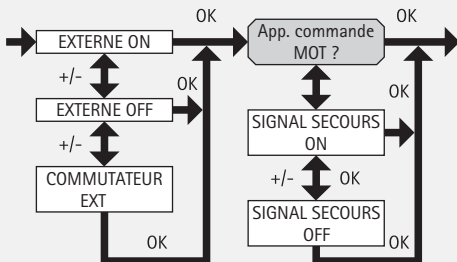 OK
OK
EXTERNE ON
App. commande
MOT ?
+/-
OK
EXTERNE OFF
OK
SIGNAL SECOURS
ON
+/-
COMMUTATEUR
EXT
+/-
OK
SIGNAL SECOURS
OFF
OK
OK